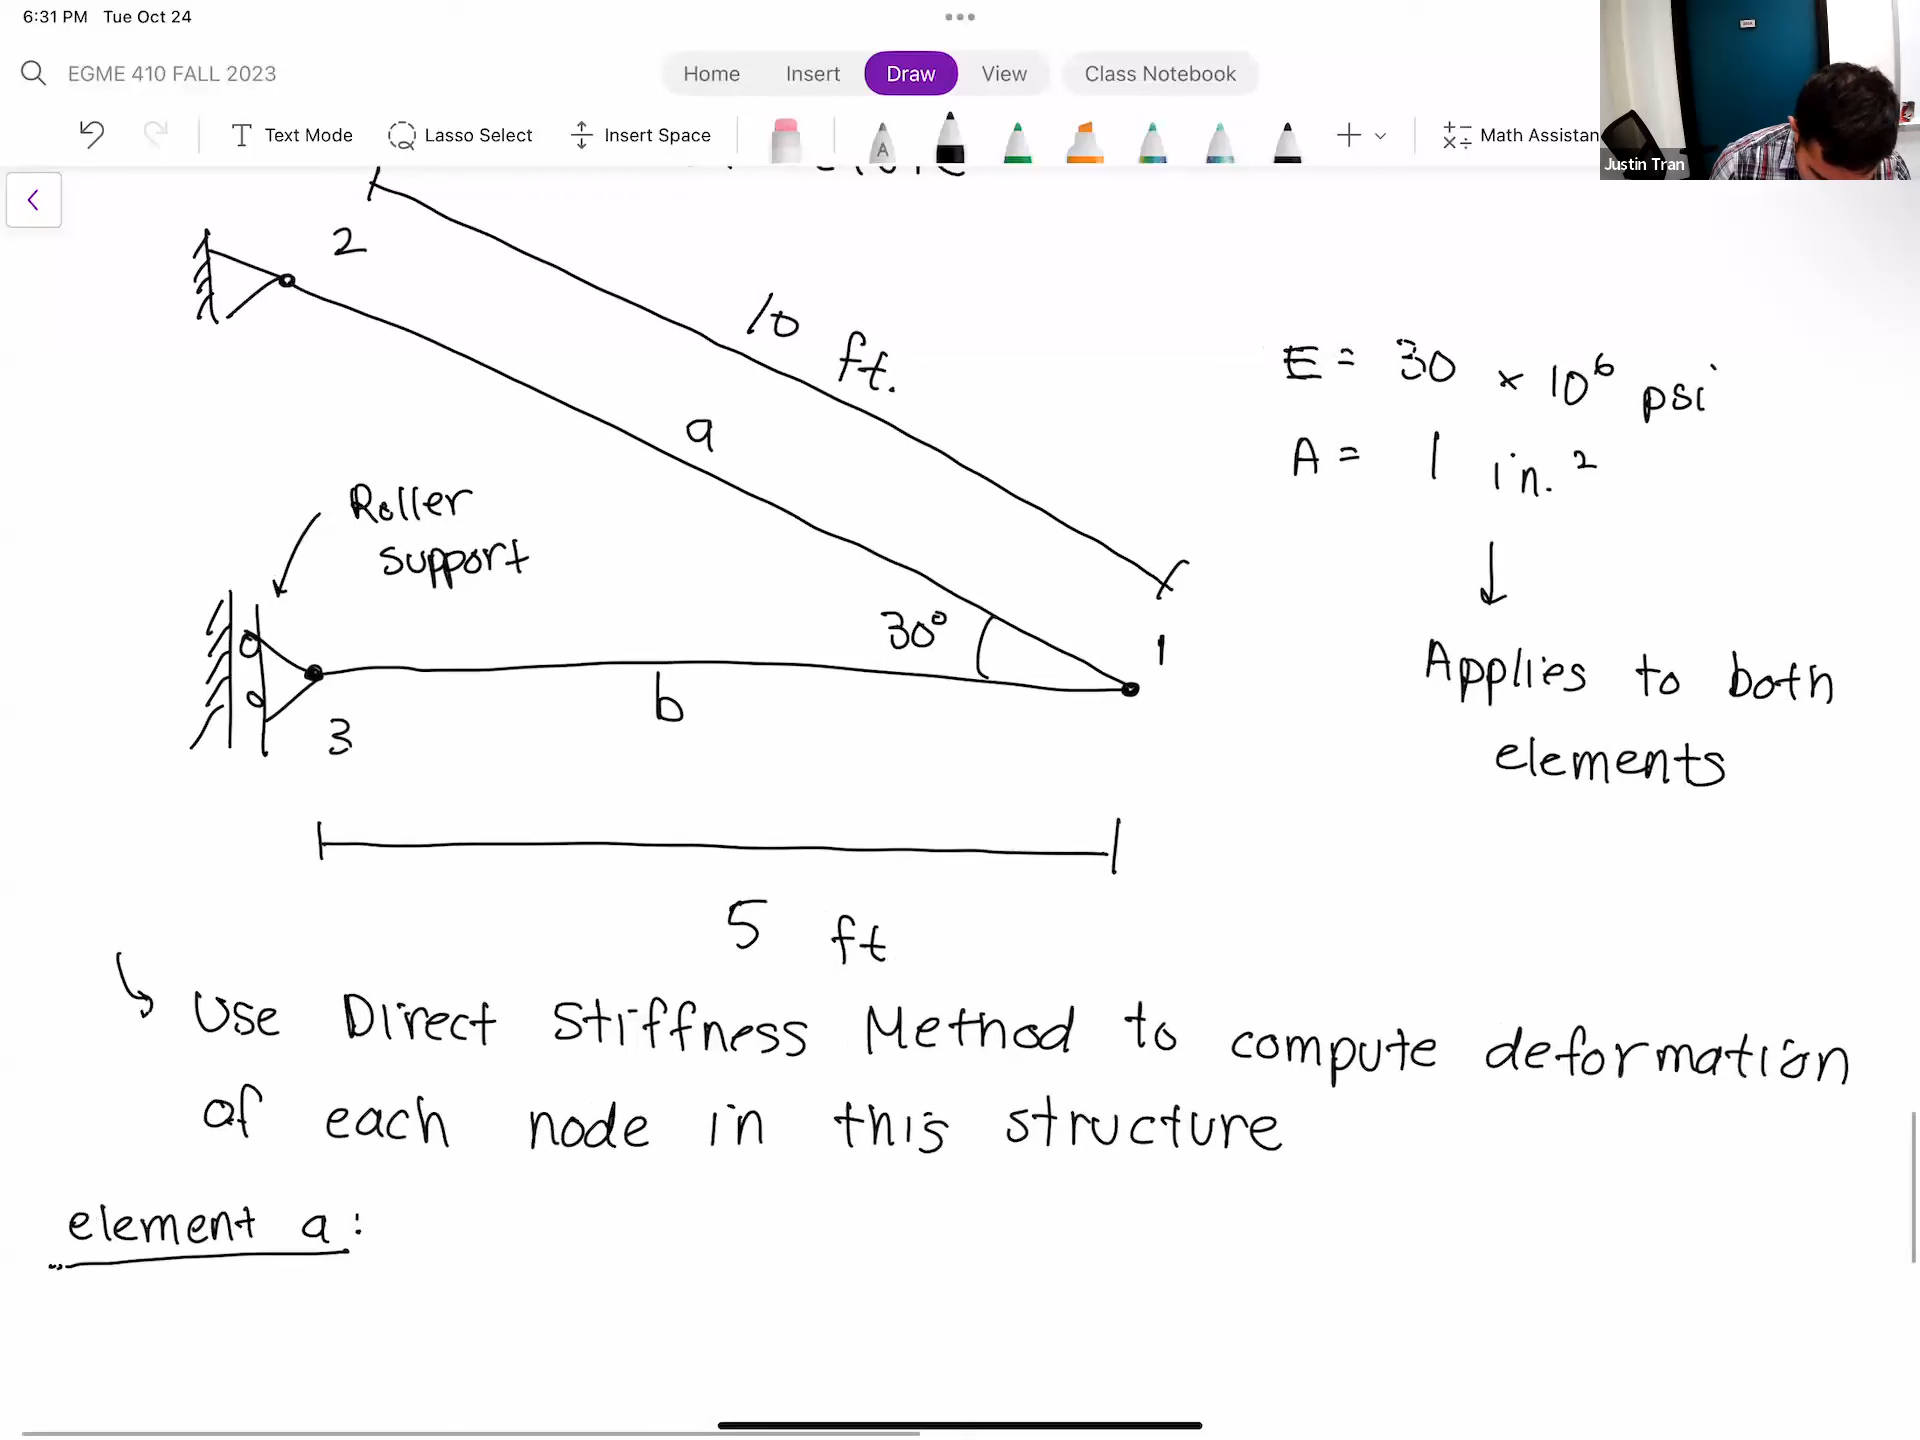 6:31 PM Tue Oct 24
EGME 410 FALL 2023
Home Insert Draw View Class Notebook
Text Mode Lasso Select Insert Space Math Assistan
A
Justin Tran
2
10 ft.
E = 30 × 10⁶ psi
a
A = 1 in.²
Roller
support
30°
1
Applies to both
elements
b
3
5 ft
Use Direct Stiffness Method to compute deformation
of each node in this structure
element a: